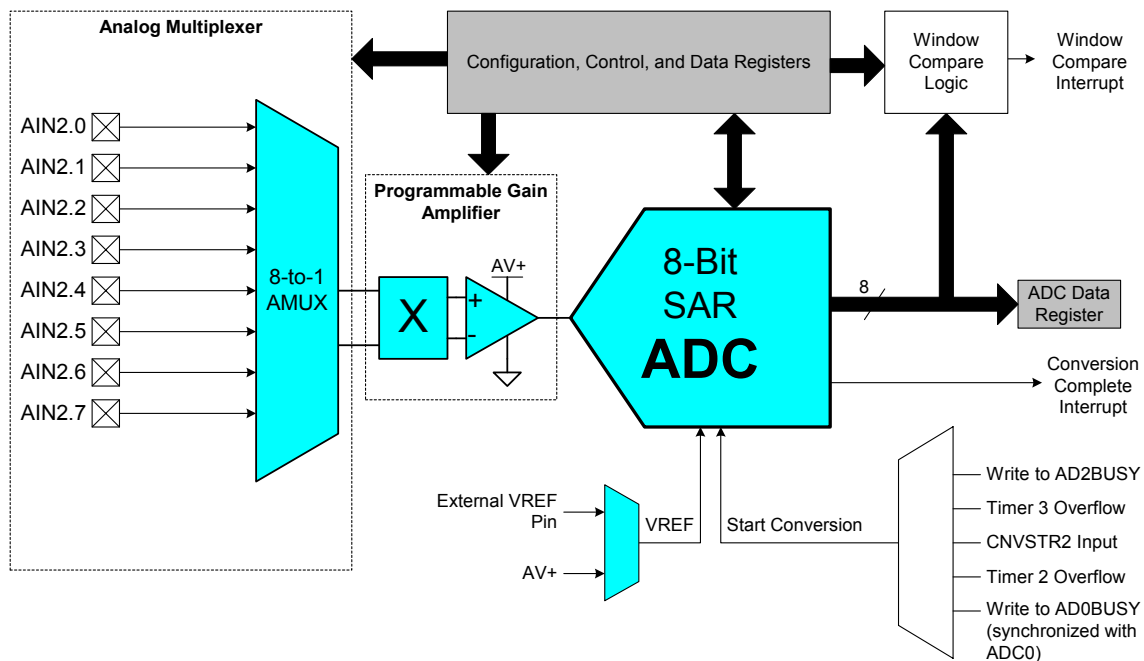 Analog Multiplexer
AIN2.0
AIN2.1
AIN2.2
AIN2.3
AIN2.4
AIN2.5
AIN2.6
AIN2.7
8-to-1
AMUX
Configuration, Control, and Data Registers
Window
Compare
Logic
Window
Compare
Interrupt
Programmable Gain
Amplifier
X
+
-
AV+
8-Bit
SAR
ADC
8
ADC Data
Register
Conversion
Complete
Interrupt
External VREF
Pin
AV+
VREF
Start Conversion
Write to AD2BUSY
Timer 3 Overflow
CNVSTR2 Input
Timer 2 Overflow
Write to AD0BUSY
(synchronized with
ADC0)